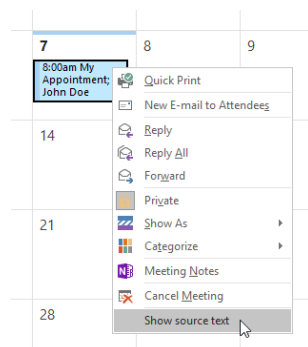 7
8
9
8:00am My
Appointment;
John Doe
14
21
28
Quick Print
New E-mail to Attendees
Reply
Reply All
Forward
Private
Show As
Categorize
Meeting Notes
Cancel Meeting
Show source text